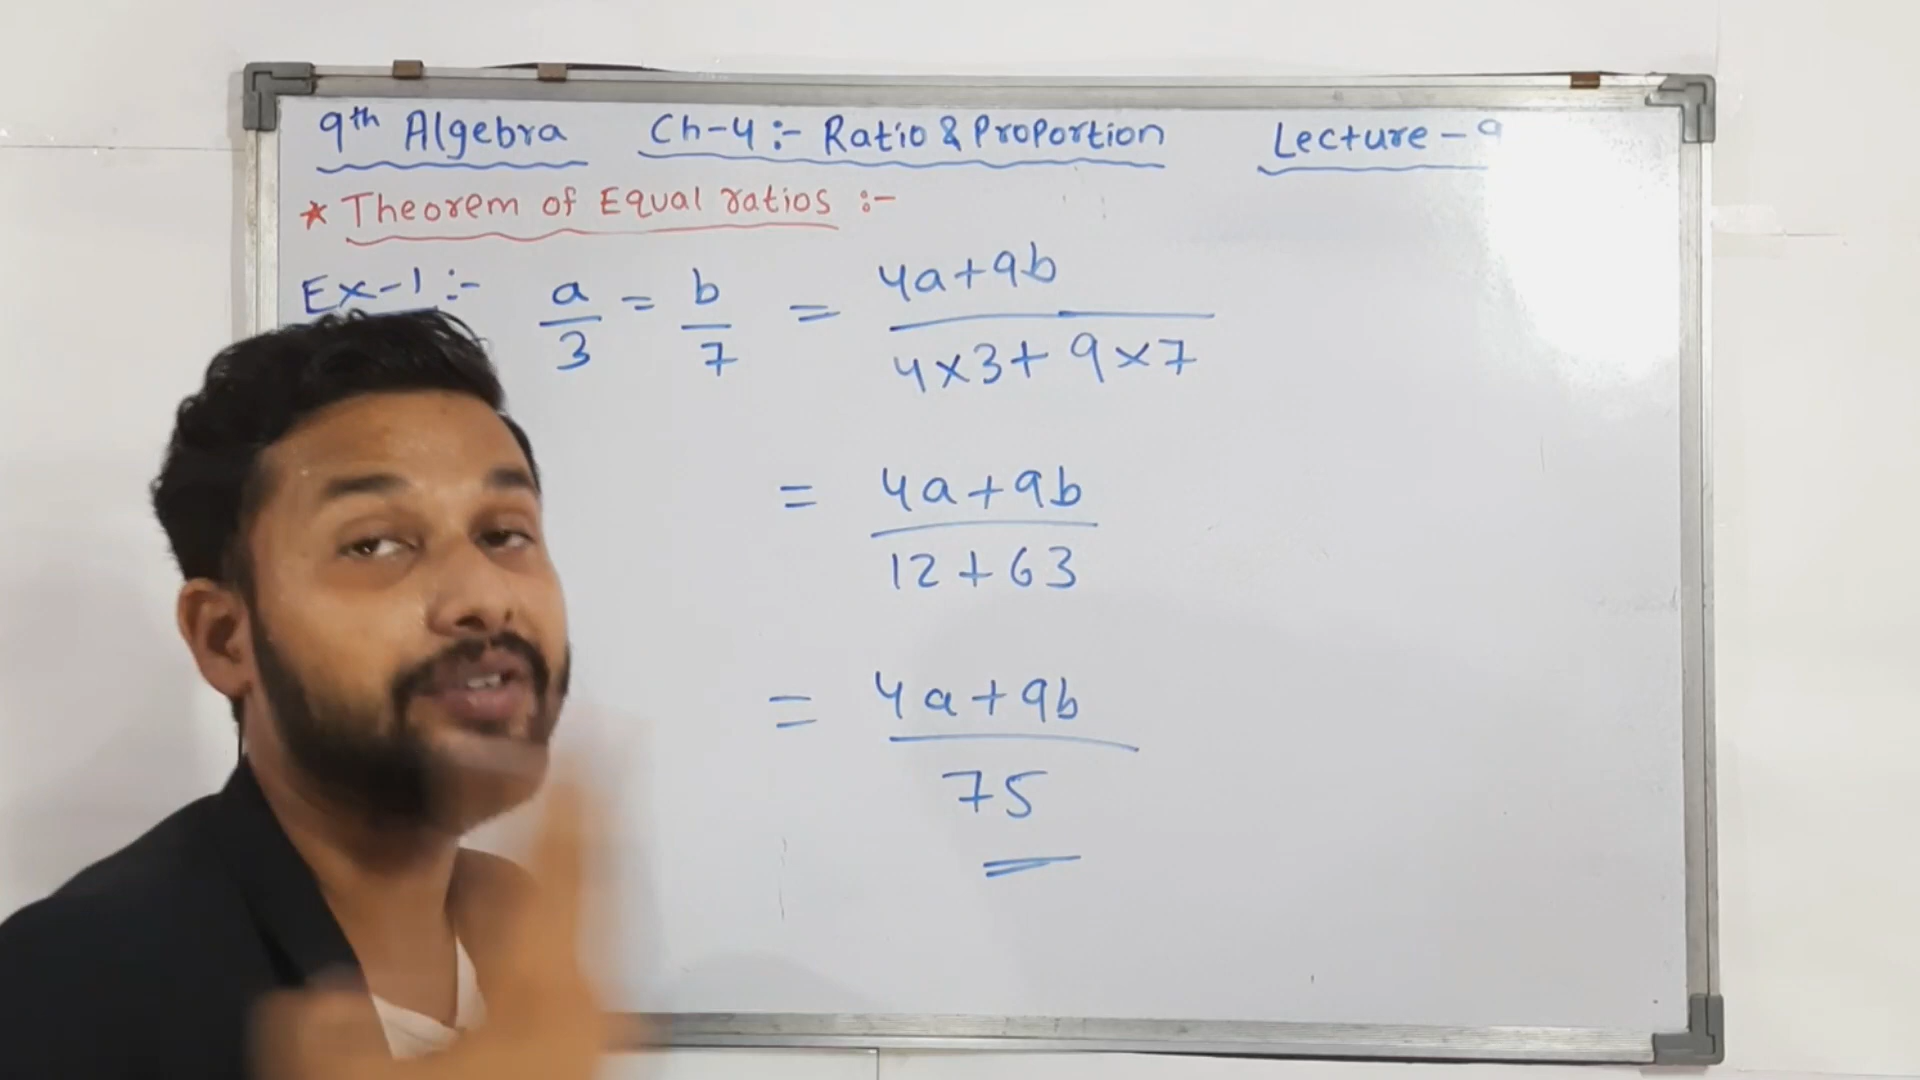 9th Algebra Ch-4:- Ratio & Proportion Lecture - 9
* Theorem of Equal ratios :-
Ex-1 :- a/3 = b/7 = 4a+9b / 4×3+9×7
= 4a+9b / 12+63
= 4a+9b / 75